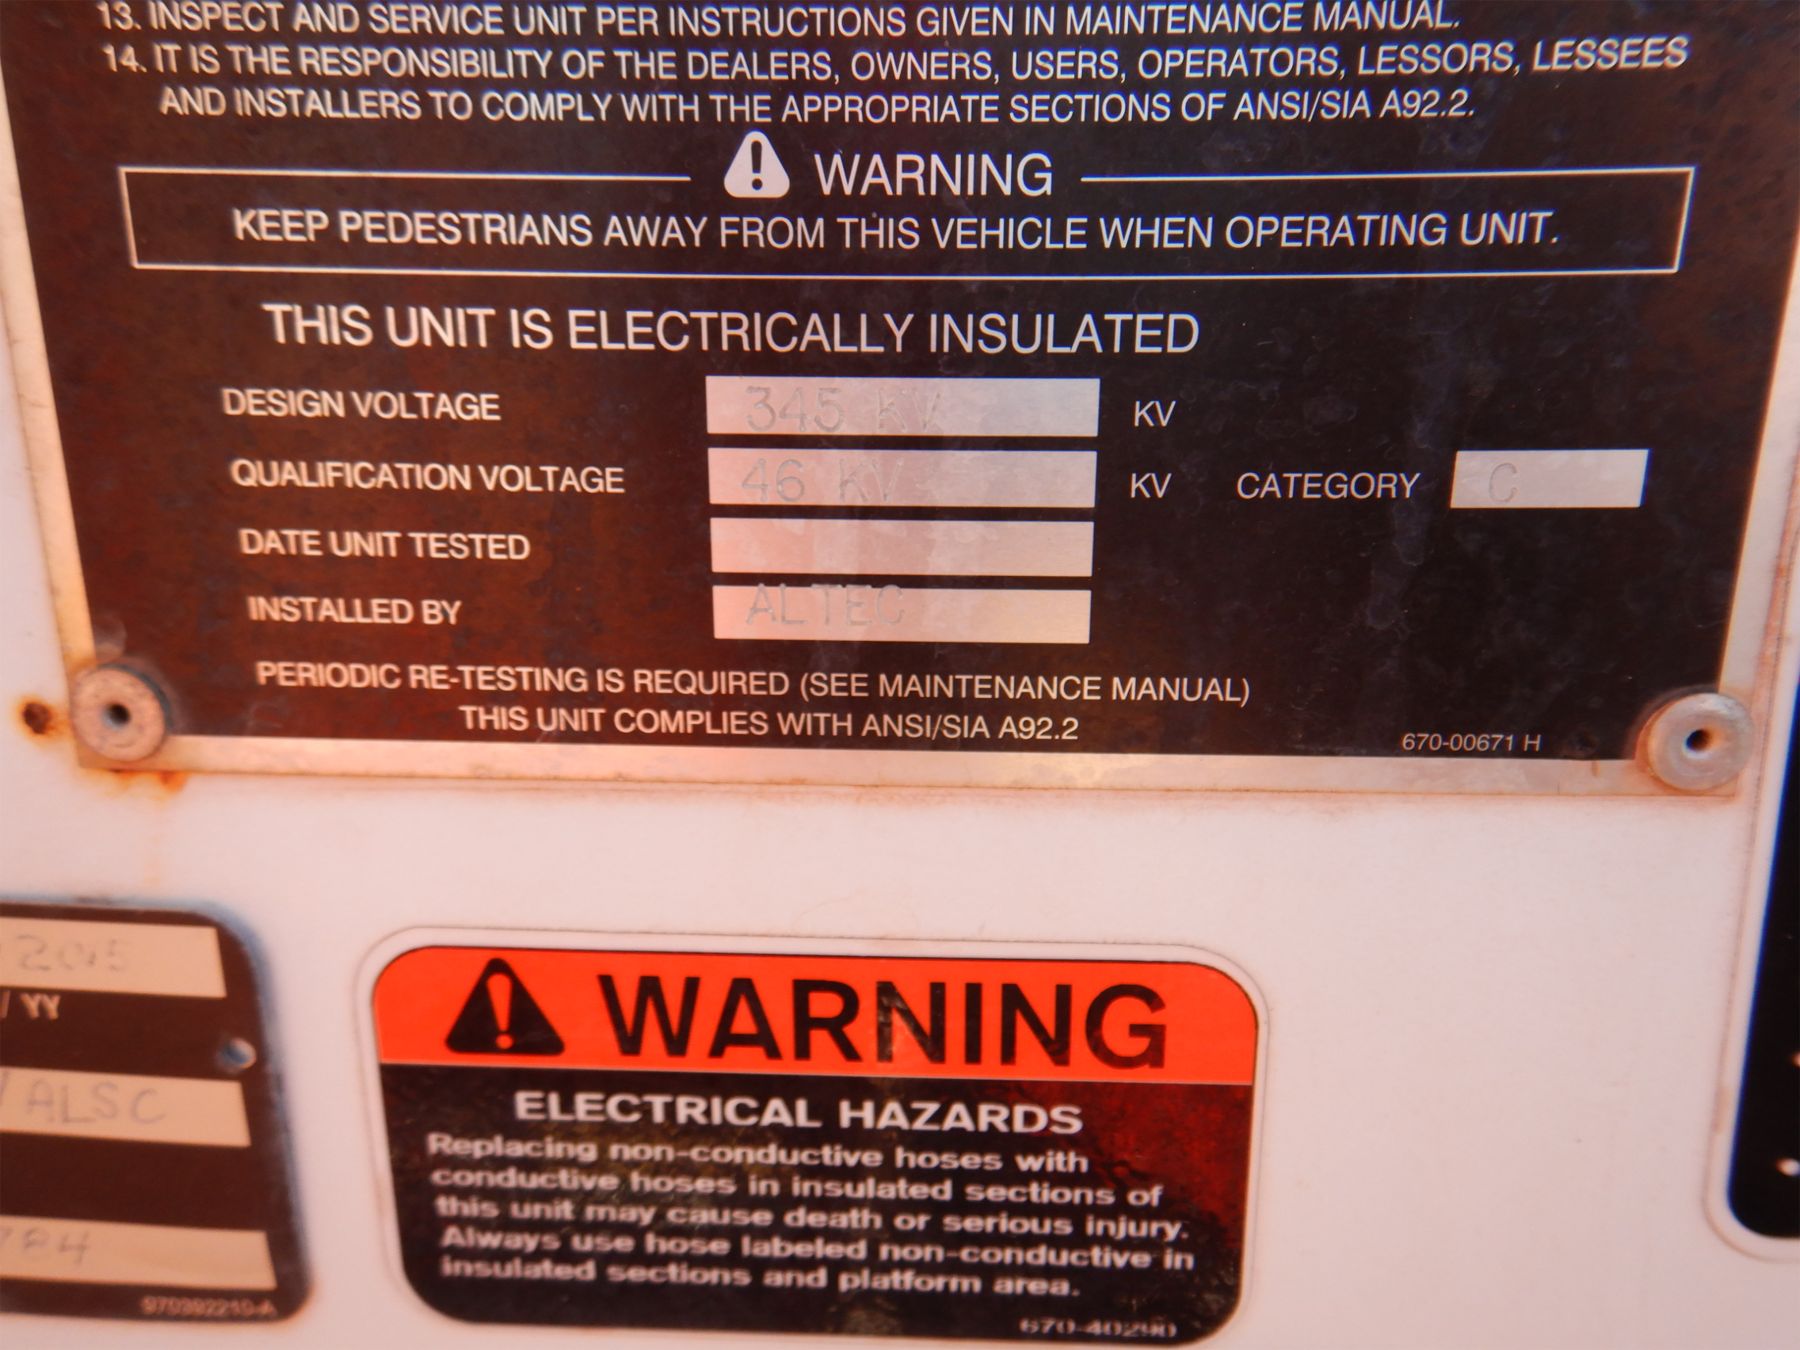 13. INSPECT AND SERVICE UNIT PER INSTRUCTIONS GIVEN IN MAINTENANCE MANUAL.
14. IT IS THE RESPONSIBILITY OF THE DEALERS, OWNERS, USERS, OPERATORS, LESSORS, LESSEES
AND INSTALLERS TO COMPLY WITH THE APPROPRIATE SECTIONS OF ANSI/SIA A92.2.
WARNING
KEEP PEDESTRIANS AWAY FROM THIS VEHICLE WHEN OPERATING UNIT.
THIS UNIT IS ELECTRICALLY INSULATED
DESIGN VOLTAGE 345 KV KV
QUALIFICATION VOLTAGE 46 KV KV CATEGORY C
DATE UNIT TESTED
INSTALLED BY ALTEC
PERIODIC RE-TESTING IS REQUIRED (SEE MAINTENANCE MANUAL)
THIS UNIT COMPLIES WITH ANSI/SIA A92.2
670-00671 H
/ YY
ALSC
WARNING
ELECTRICAL HAZARDS
Replacing non-conductive hoses with
conductive hoses in insulated sections of
this unit may cause death or serious injury.
Always use hose labeled non-conductive in
insulated sections and platform area.
670-40290